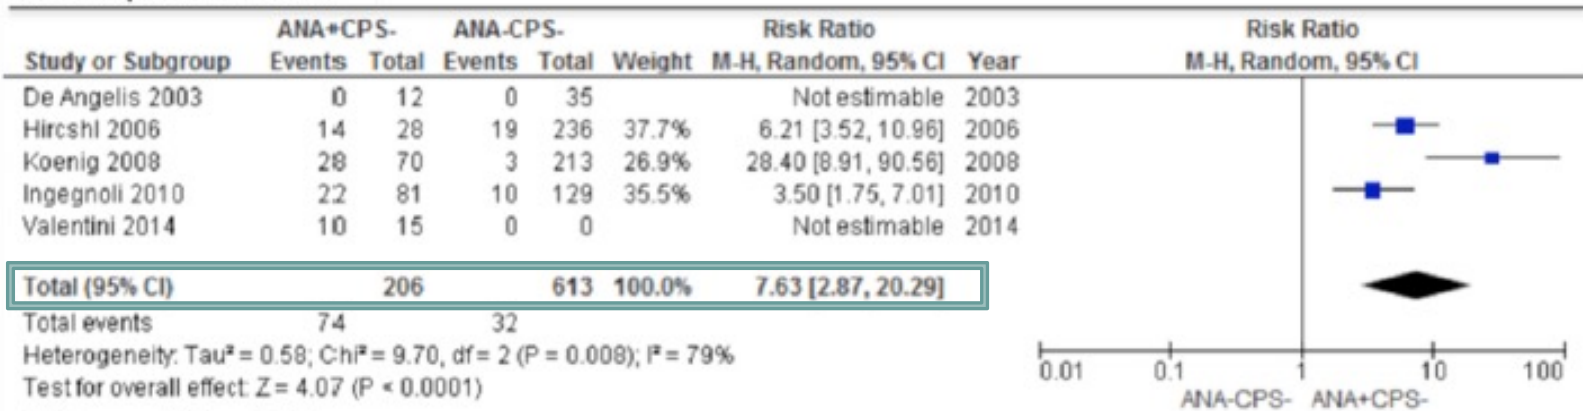 ANA+CPS- ANA-CPS- Risk Ratio Risk Ratio
Study or Subgroup Events Total Events Total Weight M-H, Random, 95% CI Year M-H, Random, 95% CI
De Angelis 2003 0 12 0 35 Not estimable 2003
Hircshl 2006 14 28 19 236 37.7% 6.21 [3.52, 10.96] 2006
Koenig 2008 28 70 3 213 26.9% 28.40 [8.91, 90.56] 2008
Ingegnoli 2010 22 81 10 129 35.5% 3.50 [1.75, 7.01] 2010
Valentini 2014 10 15 0 0 Not estimable 2014
Total (95% CI) 206 613 100.0% 7.63 [2.87, 20.29]
Total events 74 32
Heterogeneity: Tau² = 0.58; Chi² = 9.70, df = 2 (P = 0.008); I² = 79%
Test for overall effect: Z = 4.07 (P < 0.0001)
0.01 0.1 1 10 100
ANA-CPS- ANA+CPS-